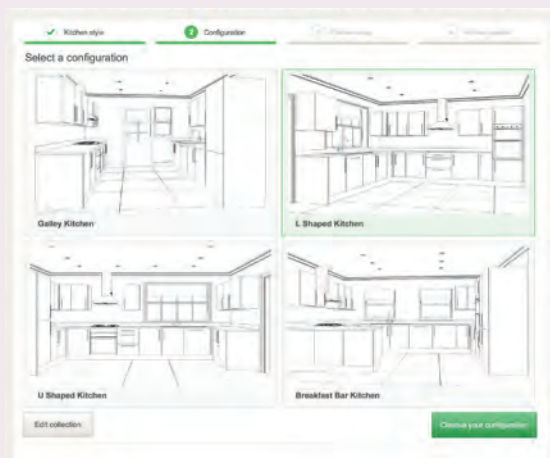 Kitchen style
2 Configuration
Select a configuration
Galley Kitchen
L Shaped Kitchen
U Shaped Kitchen
Breakfast Bar Kitchen
Edit collection
Choose your configuration